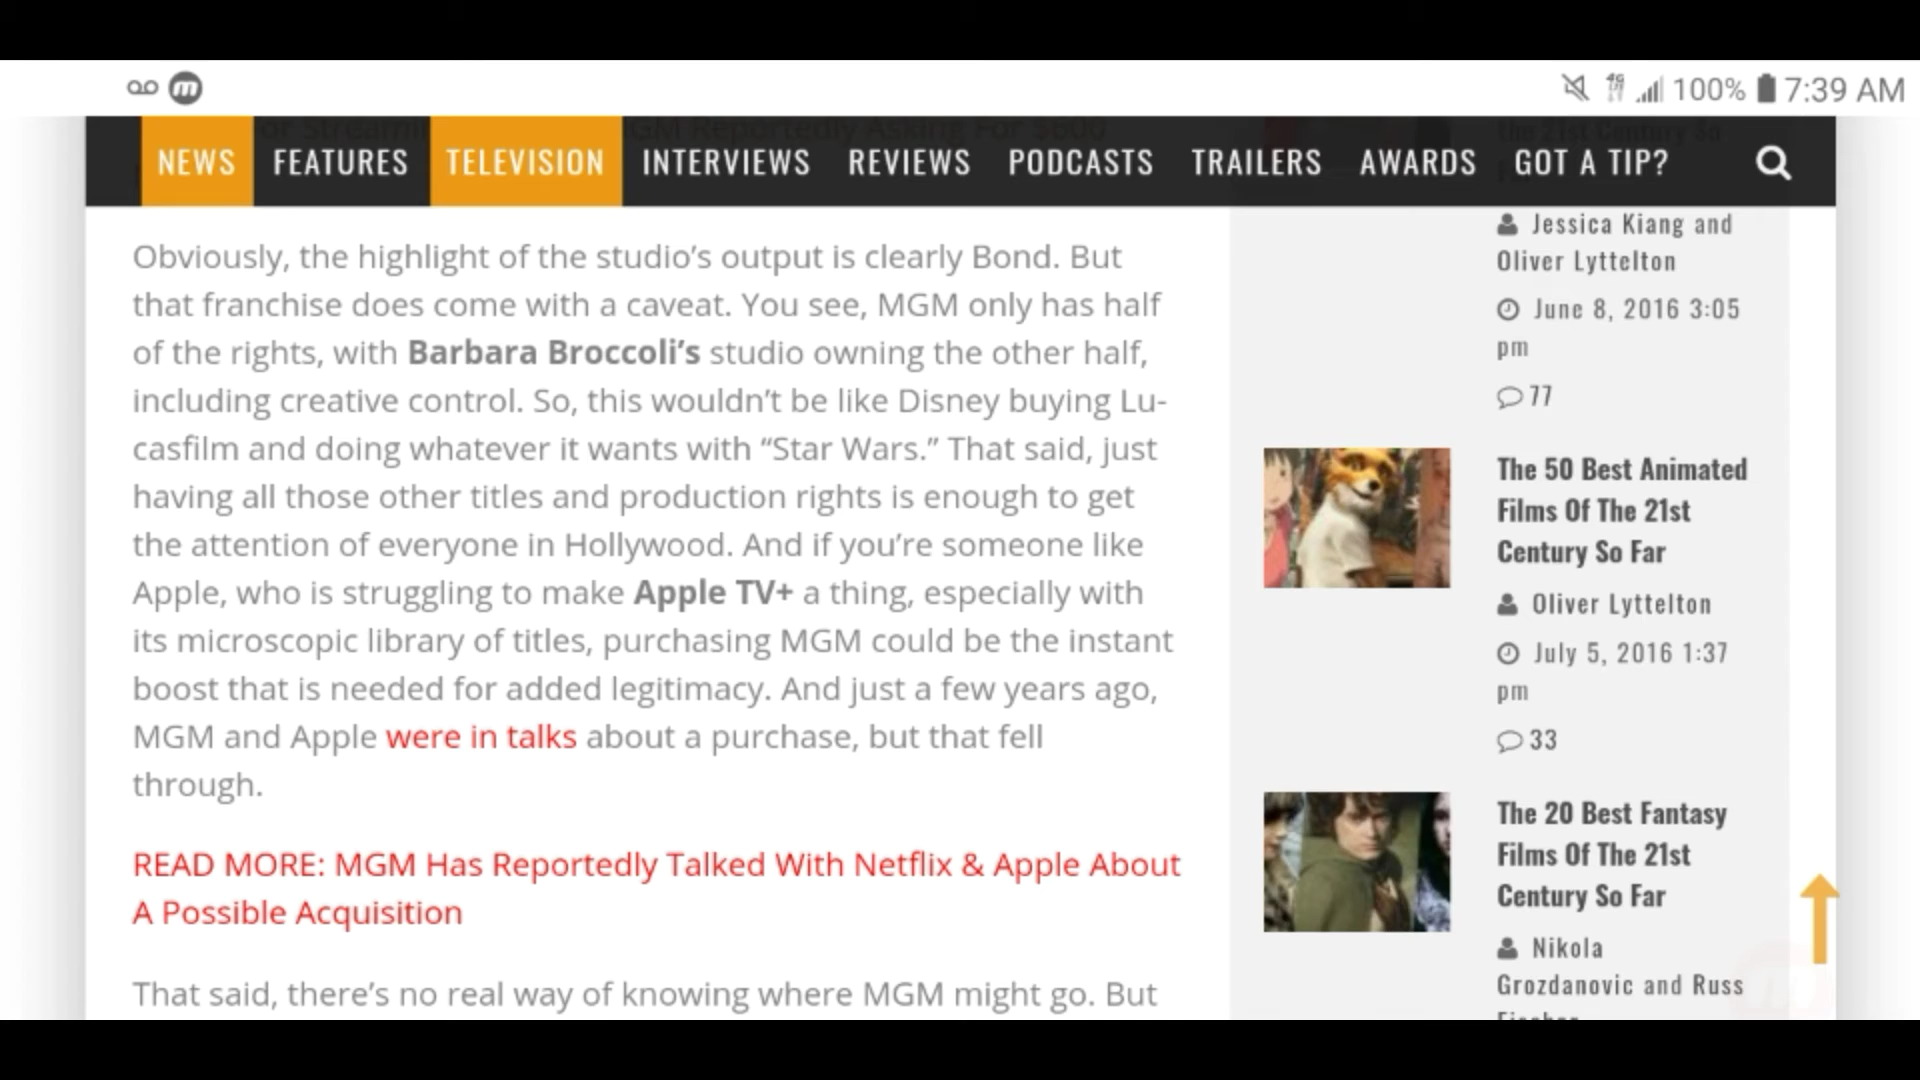 100% 7:39 AM
or Streami GM Reportedly Asking For $600
the 21st Century So
NEWS FEATURES TELEVISION INTERVIEWS REVIEWS PODCASTS TRAILERS AWARDS GOT A TIP?
Obviously, the highlight of the studio’s output is clearly Bond. But
that franchise does come with a caveat. You see, MGM only has half
of the rights, with Barbara Broccoli’s studio owning the other half,
including creative control. So, this wouldn’t be like Disney buying Lu-
casfilm and doing whatever it wants with “Star Wars.” That said, just
having all those other titles and production rights is enough to get
the attention of everyone in Hollywood. And if you’re someone like
Apple, who is struggling to make Apple TV+ a thing, especially with
its microscopic library of titles, purchasing MGM could be the instant
boost that is needed for added legitimacy. And just a few years ago,
MGM and Apple were in talks about a purchase, but that fell
through.
READ MORE: MGM Has Reportedly Talked With Netflix & Apple About
A Possible Acquisition
That said, there’s no real way of knowing where MGM might go. But
Jessica Kiang and
Oliver Lyttelton
June 8, 2016 3:05
pm
77
The 50 Best Animated
Films Of The 21st
Century So Far
Oliver Lyttelton
July 5, 2016 1:37
pm
33
The 20 Best Fantasy
Films Of The 21st
Century So Far
Nikola
Grozdanovic and Russ